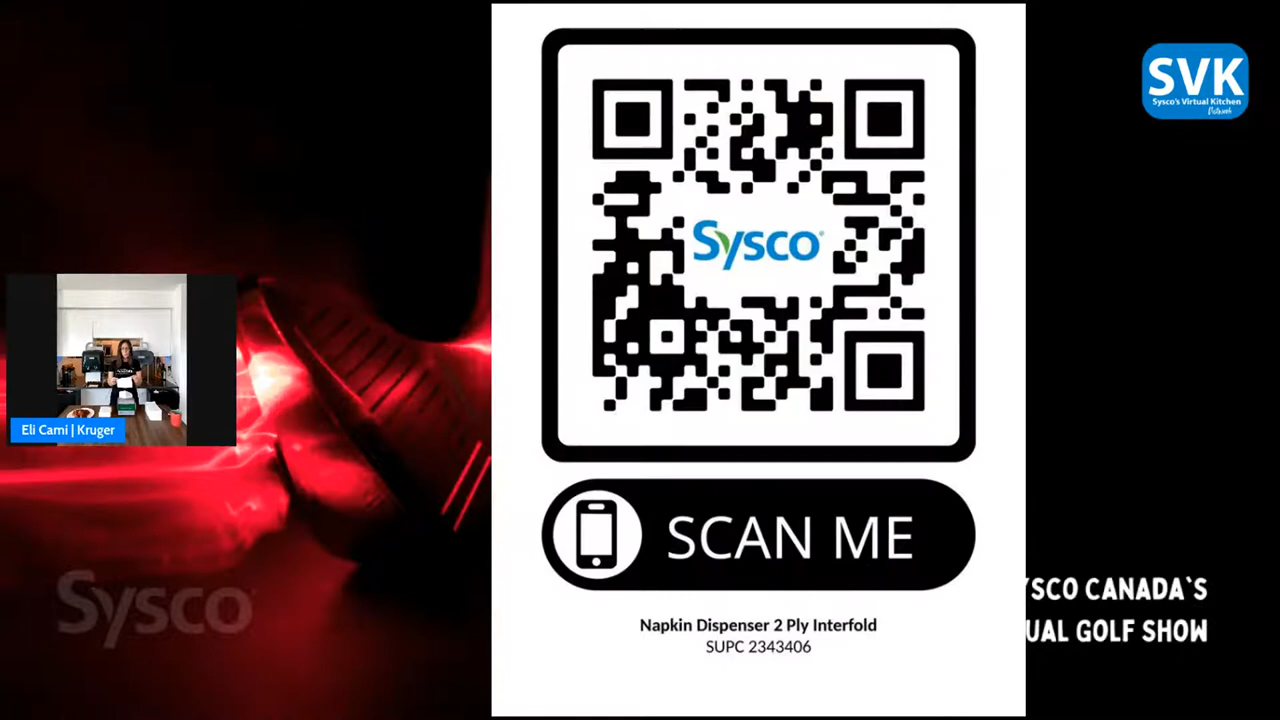 SVK
Sysco's Virtual Kitchen
Network
Sysco
Eli Cami | Kruger
SCAN ME
Sysco
YSCO CANADA'S
UAL GOLF SHOW
Napkin Dispenser 2 Ply Interfold
SUPC 2343406